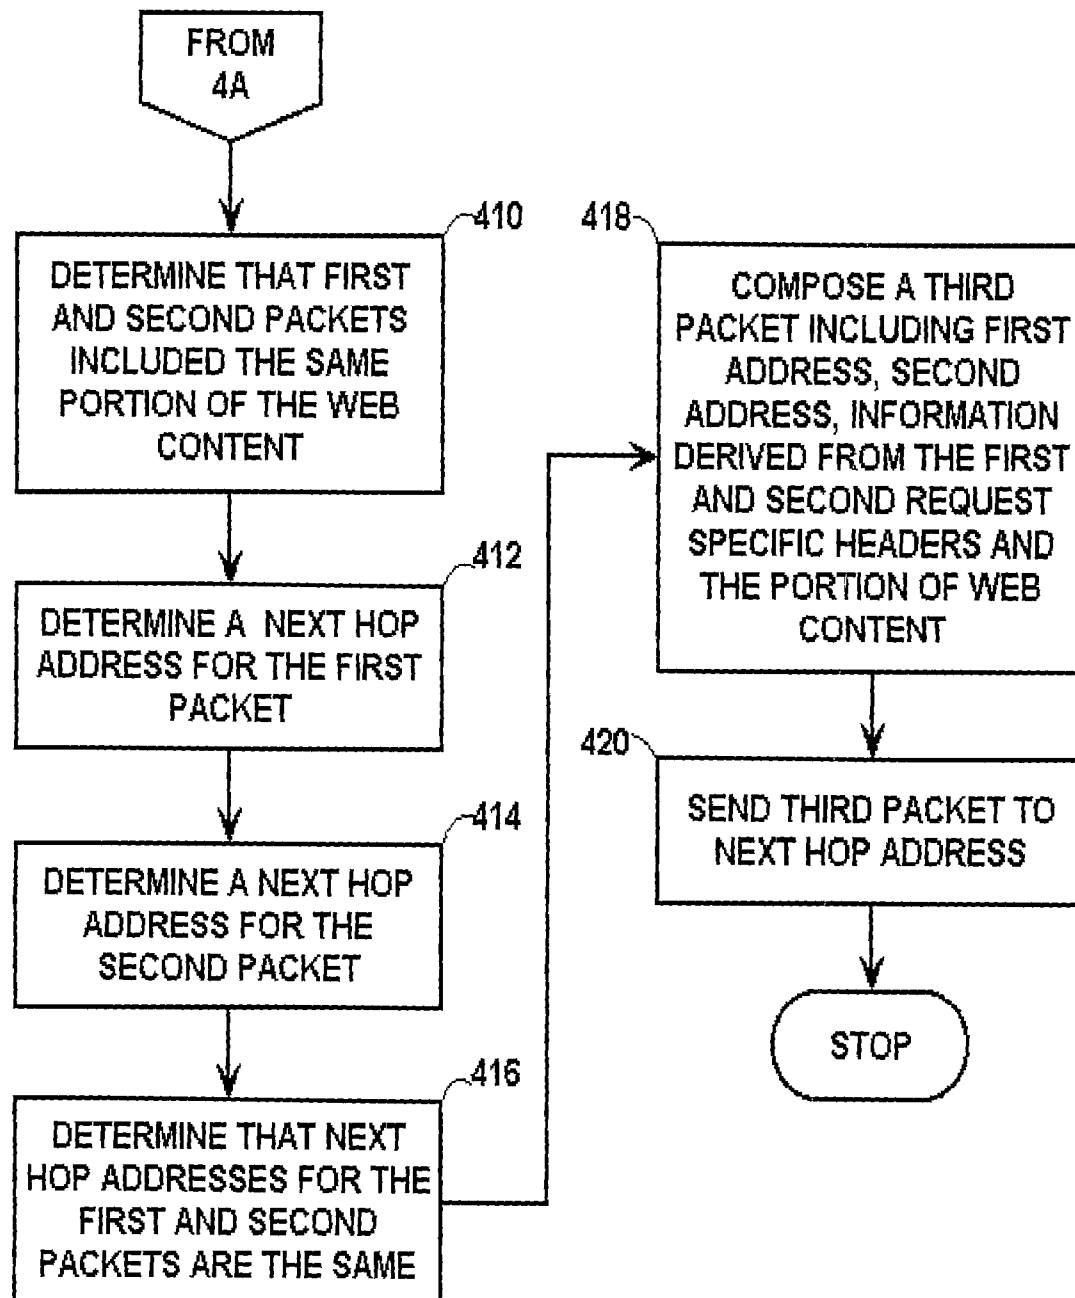 FROM
4A
410
DETERMINE THAT FIRST
AND SECOND PACKETS
INCLUDED THE SAME
PORTION OF THE WEB
CONTENT
412
DETERMINE A NEXT HOP
ADDRESS FOR THE FIRST
PACKET
414
DETERMINE A NEXT HOP
ADDRESS FOR THE
SECOND PACKET
416
DETERMINE THAT NEXT
HOP ADDRESSES FOR THE
FIRST AND SECOND
PACKETS ARE THE SAME
418
COMPOSE A THIRD
PACKET INCLUDING FIRST
ADDRESS, SECOND
ADDRESS, INFORMATION
DERIVED FROM THE FIRST
AND SECOND REQUEST
SPECIFIC HEADERS AND
THE PORTION OF WEB
CONTENT
420
SEND THIRD PACKET TO
NEXT HOP ADDRESS
STOP